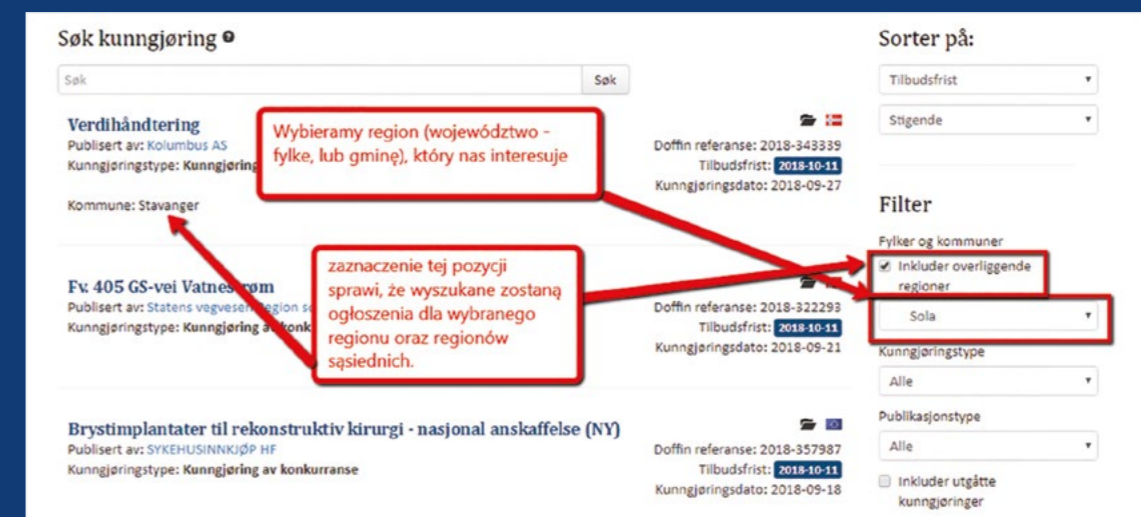 Søk kunngjøring
Søk
Søk
Verdihåndtering
Publisert av: Kolumbus AS
Kunngjøringstype: Kunngjøring
Kommune: Stavanger
Doffin referanse: 2018-343339
Tilbudsfrist: 2018-10-11
Kunngjøringsdato: 2018-09-27
Wybieramy region (województwo -
fylke, lub gminę), który nas interesuje
Fv. 405 GS-vei Vatnestrøm
Publisert av: Statens vegvesen Region
Kunngjøringstype: Kunngjøring av
Doffin referanse: 2018-322293
Tilbudsfrist: 2018-10-11
Kunngjøringsdato: 2018-09-21
zaznaczenie tej pozycji
sprawi, że wyszukane zostaną
ogłoszenia dla wybranego
regionu oraz regionów
sąsiednich.
Brystimplantater til rekonstruktiv kirurgi - nasjonal anskaffelse (NY)
Publisert av: SYKEHUSINNKJØP HF
Kunngjøringstype: Kunngjøring av konkurranse
Doffin referanse: 2018-357987
Tilbudsfrist: 2018-10-11
Kunngjøringsdato: 2018-09-18
Sorter på:
Tilbudsfrist
Stigende
Filter
Fylker og kommuner
Inkluder overliggende
regioner
Sola
Kunngjøringstype
Alle
Publikasjonstype
Alle
Inkluder utgåtte
kunngjøringer